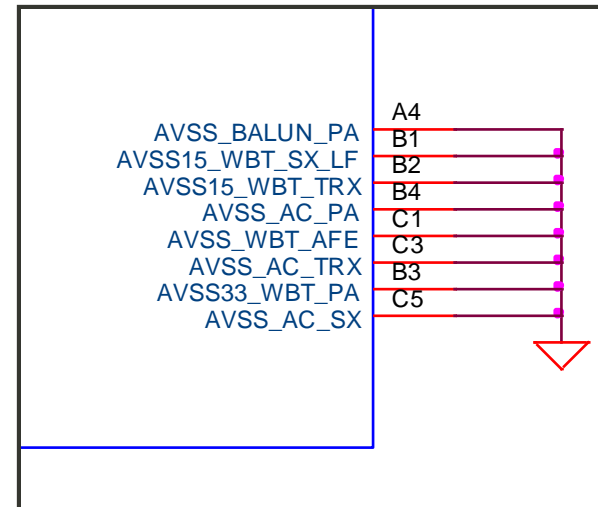 AVSS_BALUN_PA A4
AVSS15_WBT_SX_LF B1
AVSS15_WBT_TRX B2
AVSS_AC_PA B4
AVSS_WBT_AFE C1
AVSS_AC_TRX C3
AVSS33_WBT_PA B3
AVSS_AC_SX C5